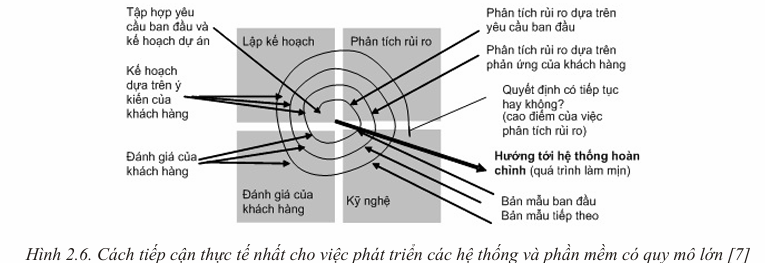 Tập hợp yêu
cầu ban đầu và
kế hoạch dự án
Kế hoạch
dựa trên ý
kiến của
khách hàng
Đánh giá của
khách hàng
Lập kế hoạch
Phân tích rủi ro
Đánh giá của
khách hàng
Kỹ nghệ
Phân tích rủi ro dựa trên
yêu cầu ban đầu
Phân tích rủi ro dựa trên
phản ứng của khách hàng
Quyết định có tiếp tục
hay không?
(cao điểm của việc
phân tích rủi ro)
Hướng tới hệ thống hoàn
chỉnh (quá trình làm mịn)
Bản mẫu ban đầu
Bản mẫu tiếp theo
Hình 2.6. Cách tiếp cận thực tế nhất cho việc phát triển các hệ thống và phần mềm có quy mô lớn [7]